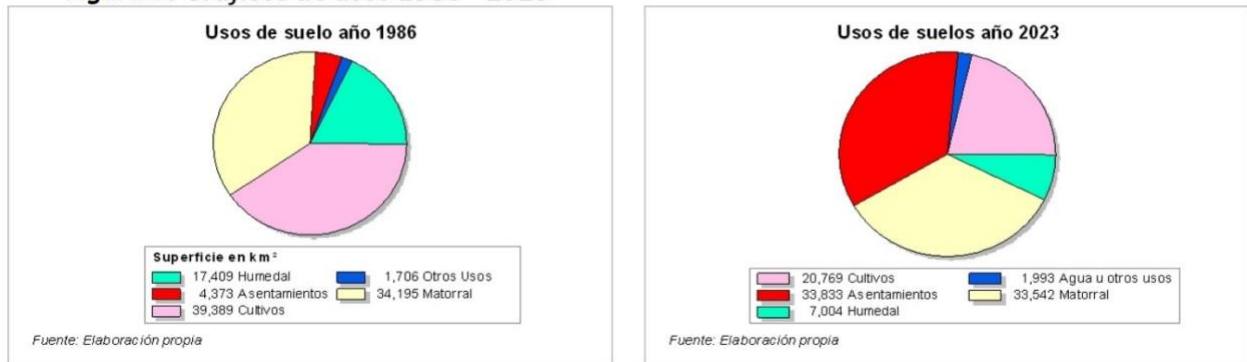 Usos de suelo año 1986
Superficie en km²
17,409 Humedal
1,706 Otros Usos
4,373 Asentamientos
34,195 Matorral
39,389 Cultivos
Fuente: Elaboración propia
Usos de suelos año 2023
20,769 Cultivos
1,993 Agua u otros usos
33,833 Asentamientos
33,542 Matorral
7,004 Humedal
Fuente: Elaboración propia